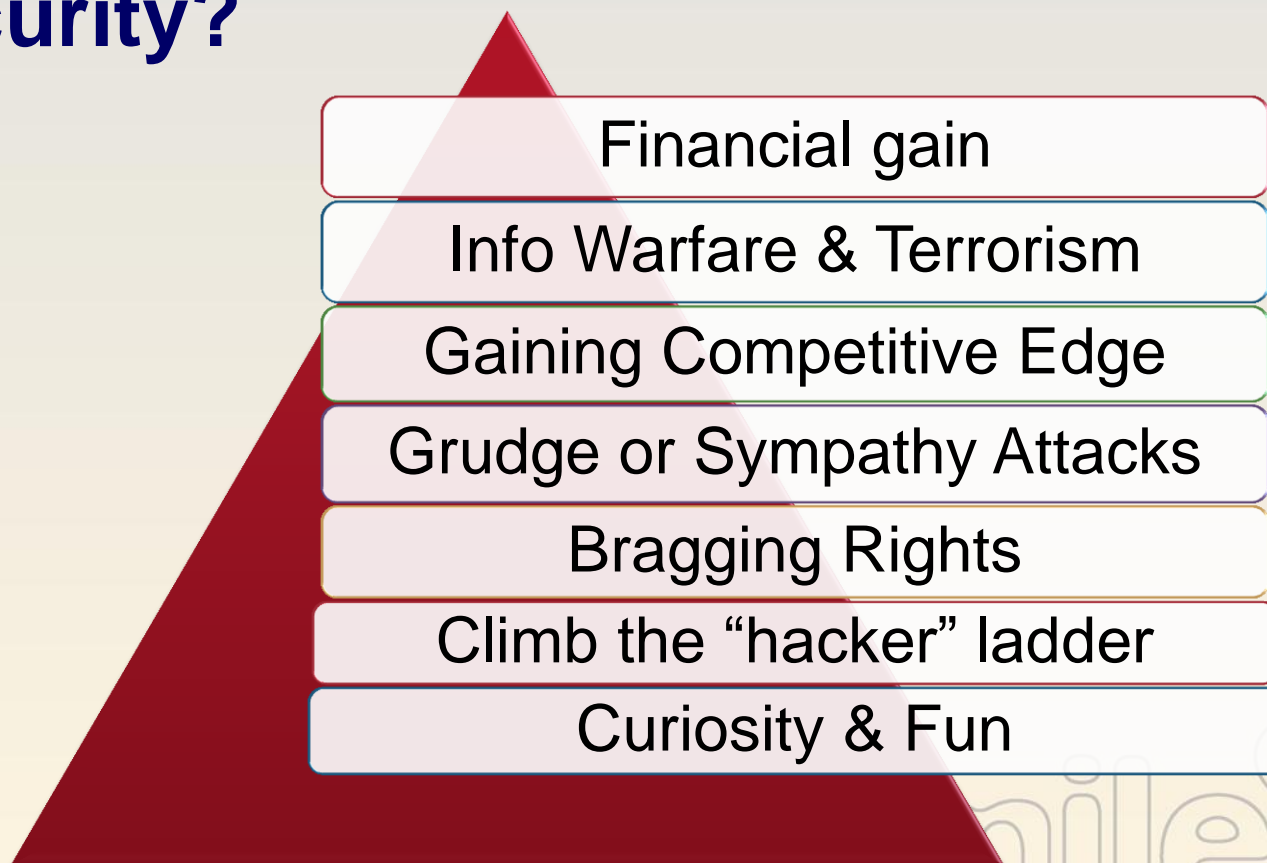 curity?
Financial gain
Info Warfare & Terrorism
Gaining Competitive Edge
Grudge or Sympathy Attacks
Bragging Rights
Climb the “hacker” ladder
Curiosity & Fun
nile